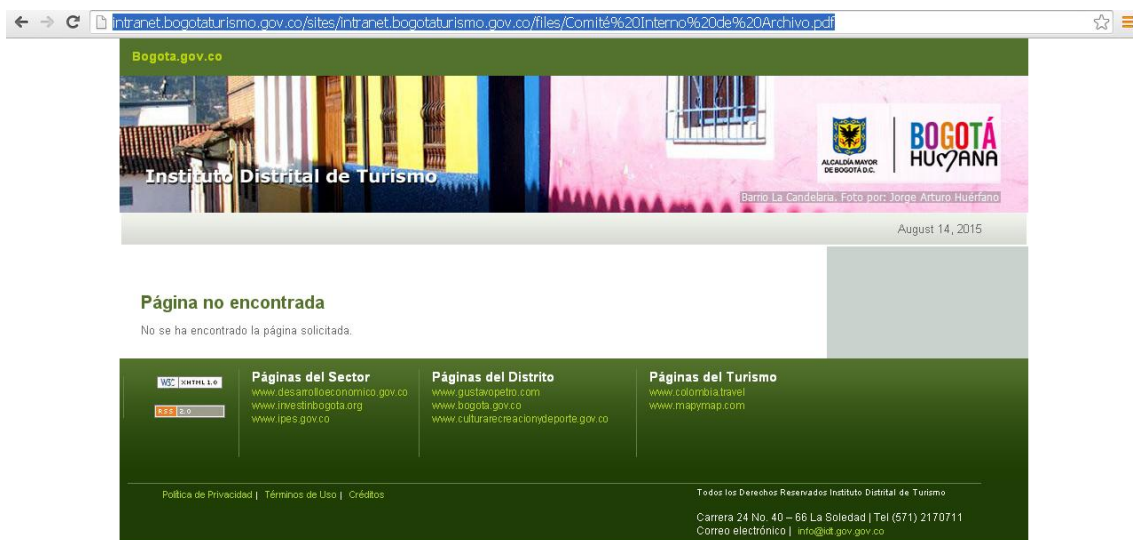 intranet.bogotaturismo.gov.co/sites/intranet.bogotaturismo.gov.co/files/Comité%20Interno%20de%20Archivo.pdf
Bogota.gov.co
Instituto Distrital de Turismo
ALCALDÍA MAYOR
DE BOGOTÁ D.C.
BOGOTÁ
HUMANA
Barrio La Candelaria. Foto por: Jorge Arturo Huérfano
August 14, 2015
Página no encontrada
No se ha encontrado la página solicitada.
W3C XHTML 1.0
RSS 2.0
Páginas del Sector
www.desarrolloeconomico.gov.co
www.investinbogota.org
www.ipes.gov.co
Páginas del Distrito
www.gustavopetro.com
www.bogota.gov.co
www.culturarecreacionydeporte.gov.co
Páginas del Turismo
www.colombia.travel
www.mapymap.com
Política de Privacidad | Términos de Uso | Créditos
Todos los Derechos Reservados Instituto Distrital de Turismo
Carrera 24 No. 40 – 66 La Soledad | Tel (571) 2170711
Correo electrónico | info@idt.gov.gov.co